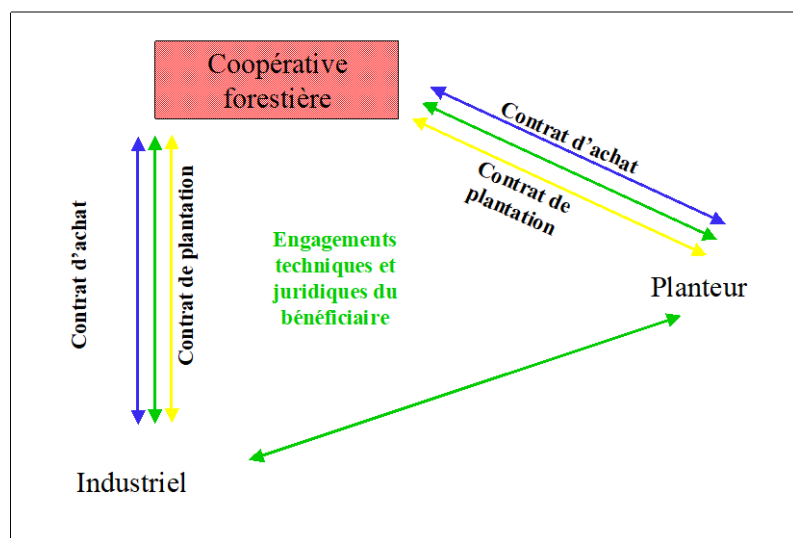 Coopérative
forestière
Contrat d’achat
Contrat de
plantation
Contrat d’achat
Contrat de plantation
Engagements
techniques et
juridiques du
bénéficiaire
Planteur
Industriel